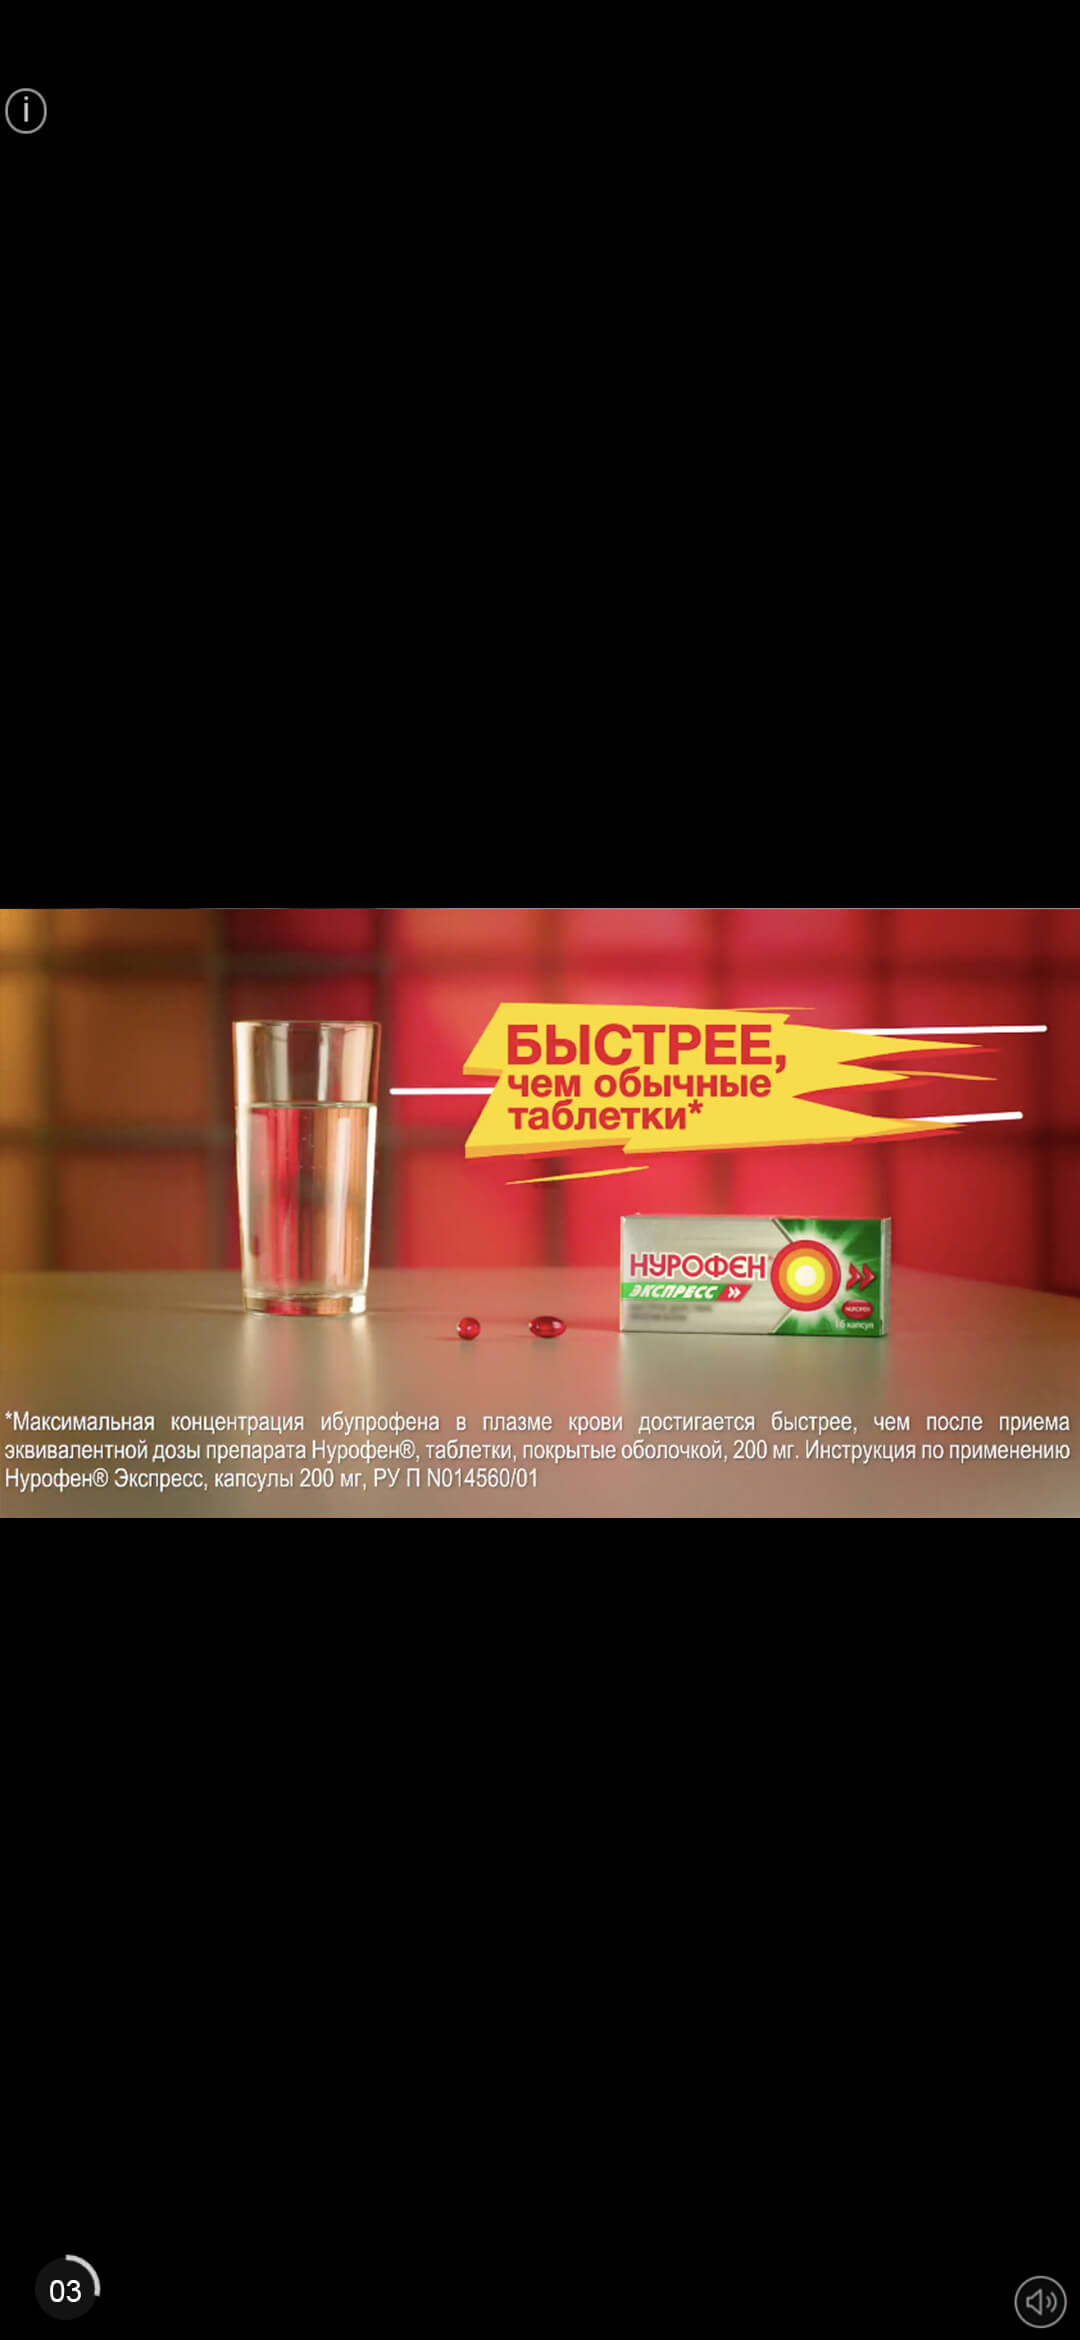 i
БЫСТРЕЕ,
чем обычные
таблетки*
НУРОФЕН
ЭКСПРЕСС
НУРОФЕН
16 капсул
*Максимальная концентрация ибупрофена в плазме крови достигается быстрее, чем после приема
эквивалентной дозы препарата Нурофен®, таблетки, покрытые оболочкой, 200 мг. Инструкция по применению
Нурофен® Экспресс, капсулы 200 мг, РУ П N014560/01
03